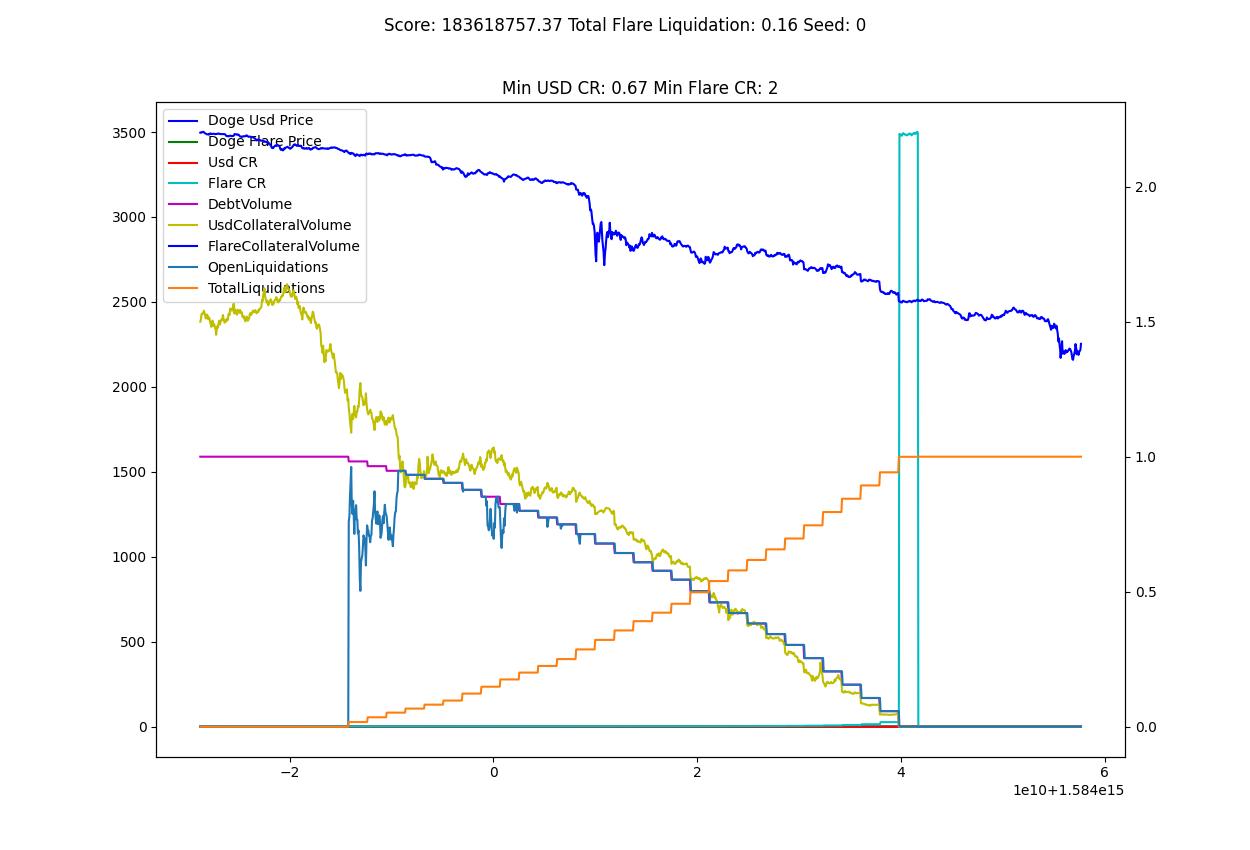 Score: 183618757.37 Total Flare Liquidation: 0.16 Seed: 0
Min USD CR: 0.67 Min Flare CR: 2
Doge Usd Price
Doge Flare Price
Usd CR
Flare CR
DebtVolume
UsdCollateralVolume
FlareCollateralVolume
OpenLiquidations
TotalLiquidations
3500
3000
2500
2000
1500
1000
500
0
2.0
1.5
1.0
0.5
0.0
−2
0
2
4
6
1e10+1.584e15